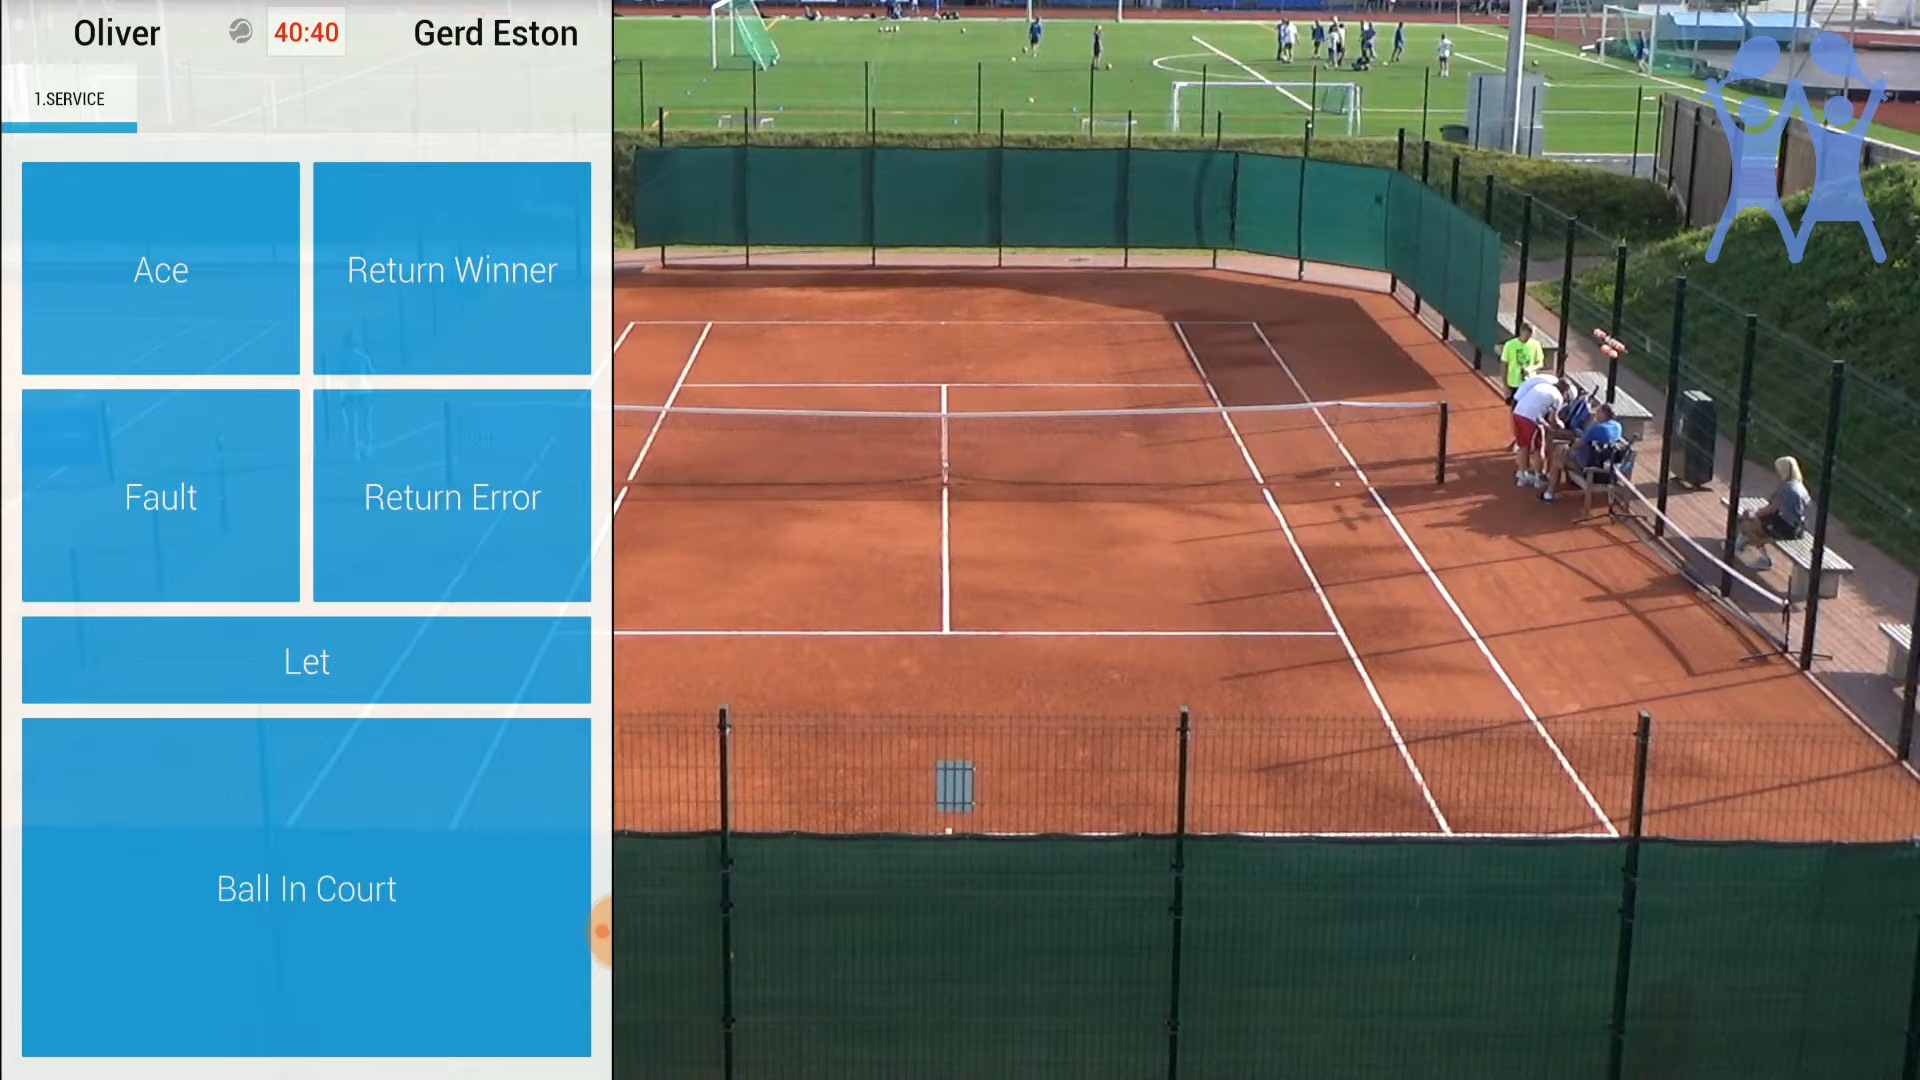 Oliver 40:40 Gerd Eston
1.SERVICE
Ace Return Winner
Fault Return Error
Let
Ball In Court